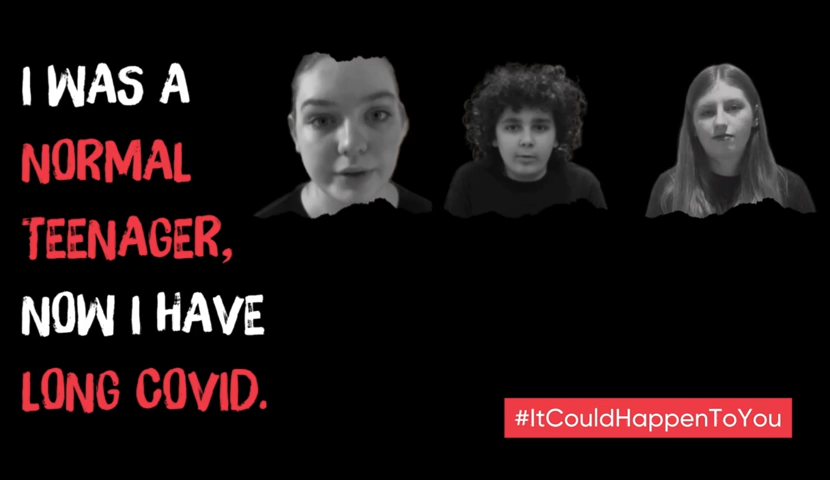 I WAS A
NORMAL
TEENAGER,
NOW I HAVE
LONG COVID.
#ItCouldHappenToYou